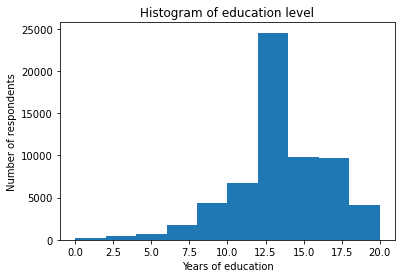 Histogram of education level
Number of respondents
25000
20000
15000
10000
5000
0
0.0 2.5 5.0 7.5 10.0 12.5 15.0 17.5 20.0
Years of education